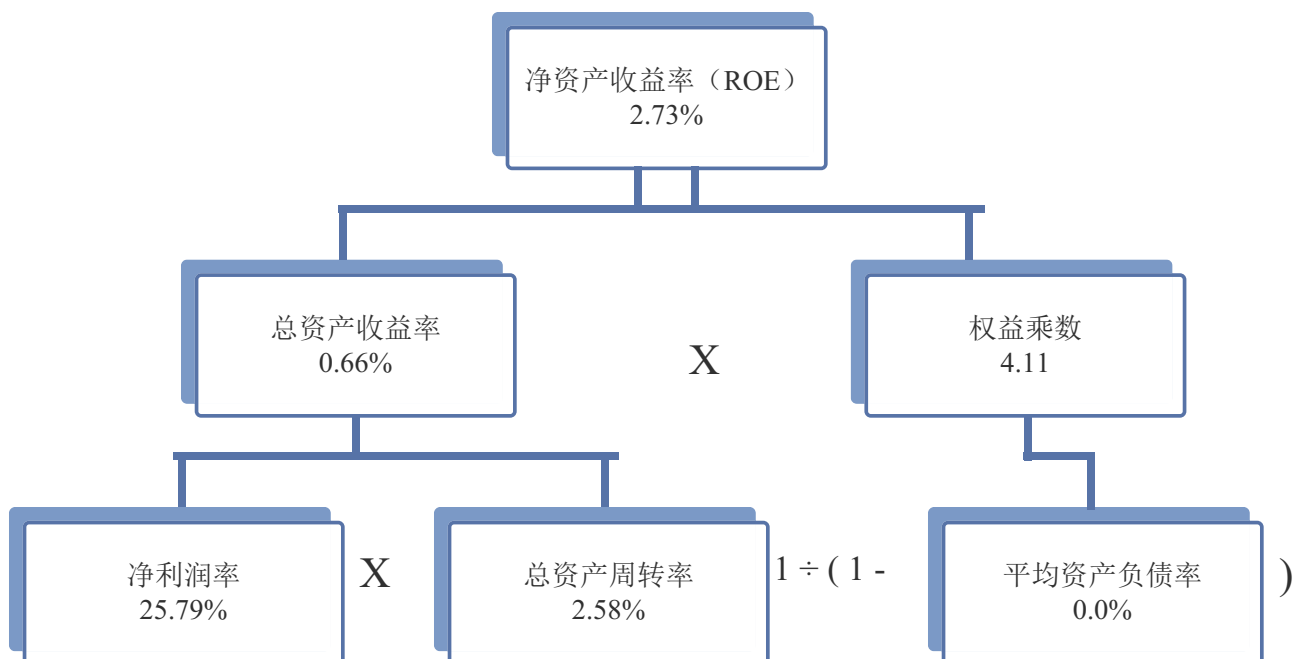 净资产收益率（ROE）
2.73%
总资产收益率
0.66%
X
权益乘数
4.11
净利润率
25.79%
X
总资产周转率
2.58%
1 ÷ ( 1 -
平均资产负债率
0.0%
)